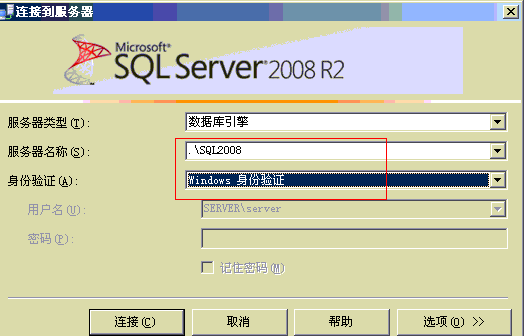 连接到服务器
Microsoft
SQL Server 2008 R2
服务器类型(T): 数据库引擎
服务器名称(S): .\SQL2008
身份验证(A): Windows 身份验证
用户名(U): SERVER\server
密码(P):
记住密码(M)
连接(C) 取消 帮助 选项(O) >>